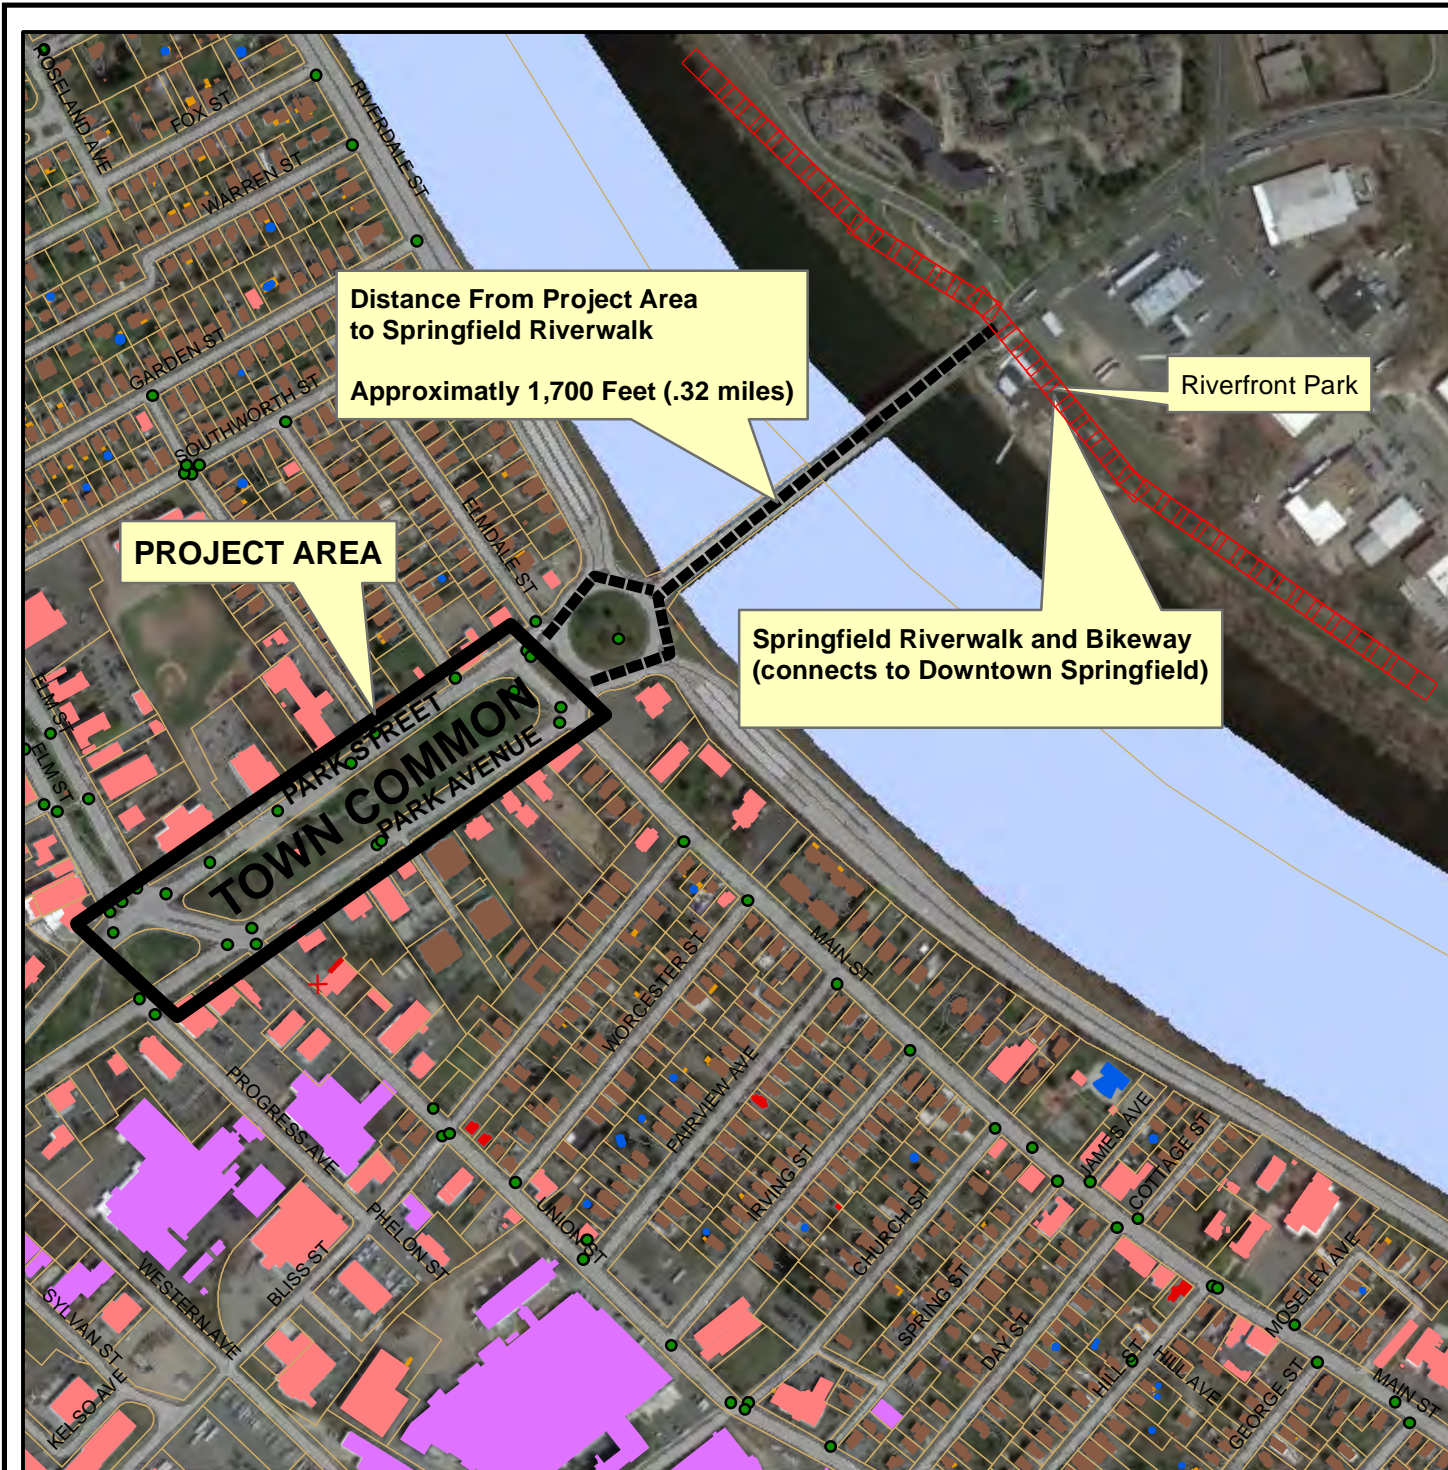 ROSELAND AVE
FOX ST
RIVERDALE ST
WARREN ST
Distance From Project Area
to Springfield Riverwalk
Approximatly 1,700 Feet (.32 miles)
GARDEN ST
Riverfront Park
SOUTHWORTH ST
ELMDALE ST
PROJECT AREA
Springfield Riverwalk and Bikeway
(connects to Downtown Springfield)
ELM ST
ELM ST
PARK STREET
TOWN COMMON
PARK AVENUE
MAIN ST
WORCESTER ST
FAIRVIEW AVE
PROGRESS AVE
JAMES AVE
COTTAGE ST
IRVING ST
PHELON ST
UNION ST
CHURCH ST
BLISS ST
WESTERN AVE
SYLVAN ST
SPRING ST
DAY ST
MOSELEY AVE
HILL ST
HILL AVE
KELSO AVE
GEORGE ST
MAIN ST